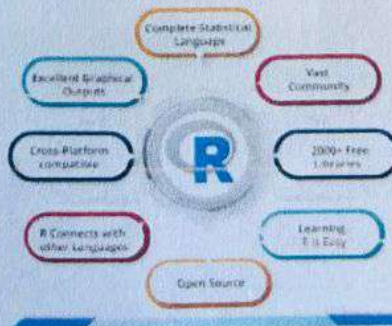 Complete Statistical
Language
Excellent Graphical
Outputs
Vast
Community
Cross-Platform
compatible
R
2000+ Free
Libraries
R Connects with
other Languages
Learning
R is Easy
Open Source